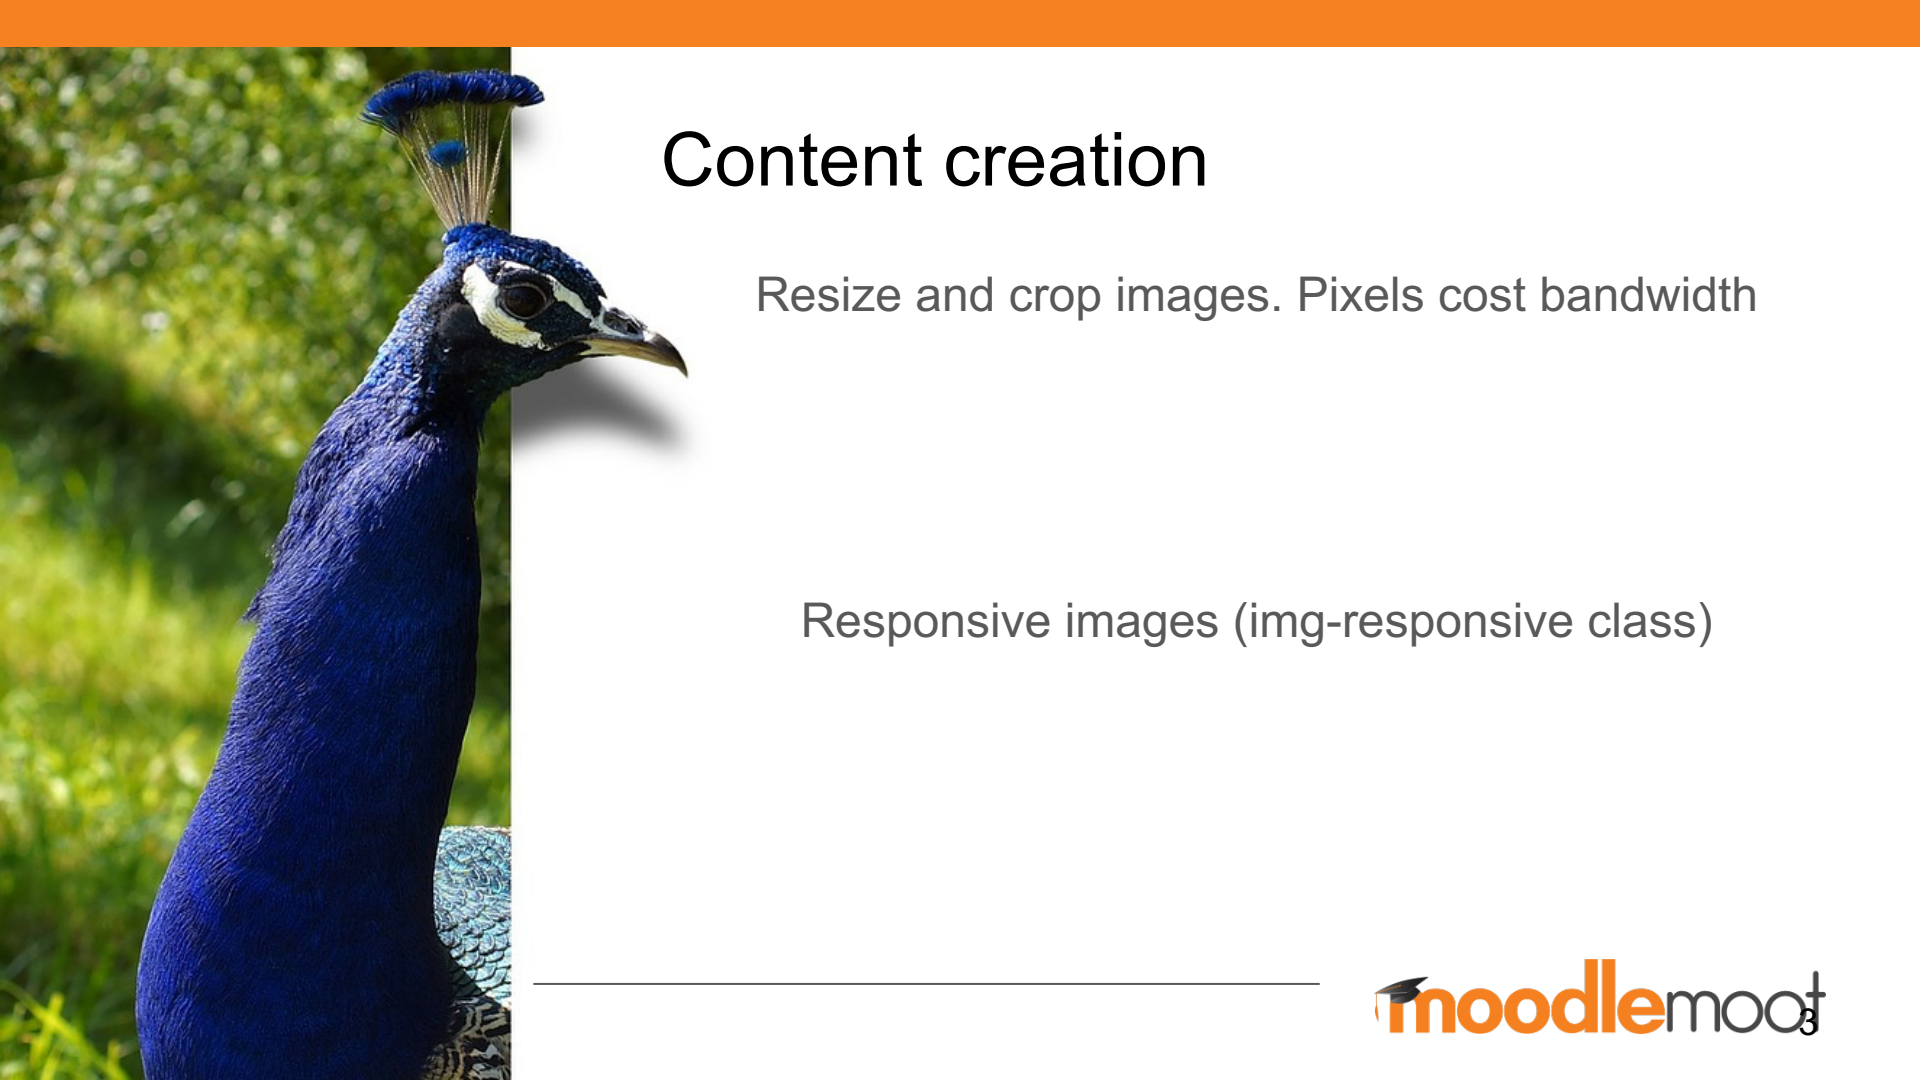 Content creation
Resize and crop images. Pixels cost bandwidth
Responsive images (img-responsive class)
moodlemoot
3